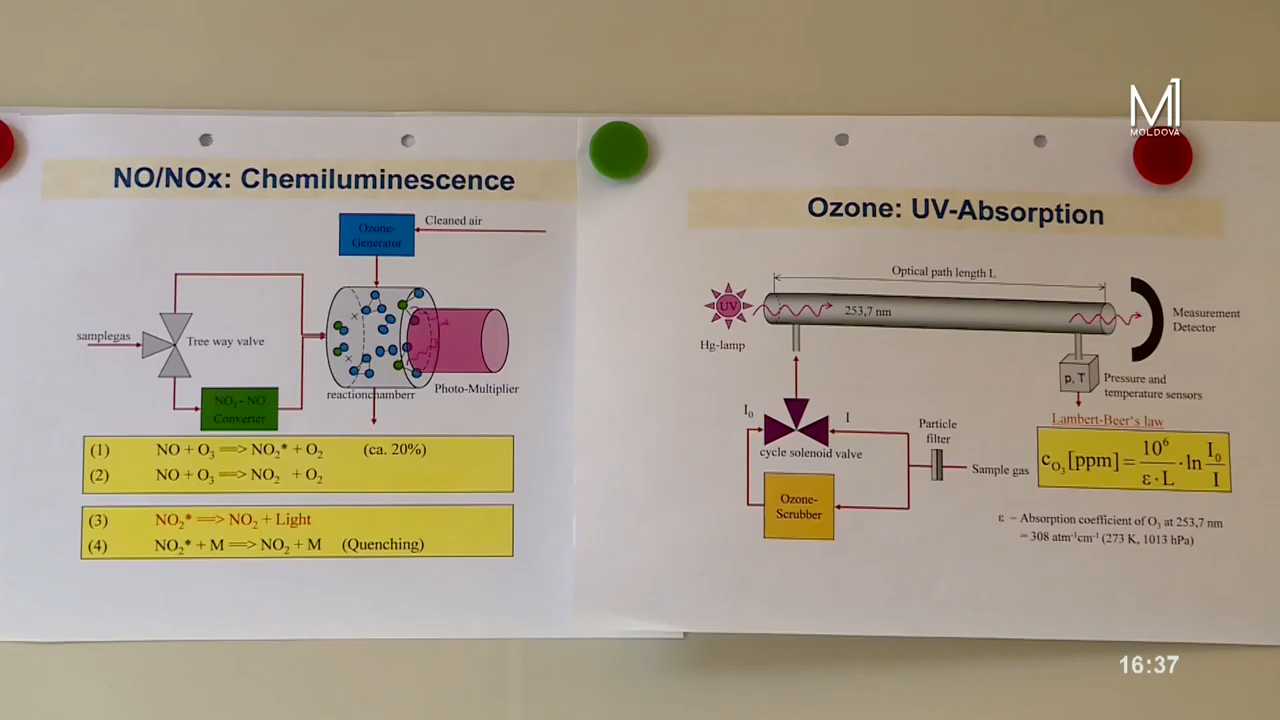 M1
MOLDOVA
NO/NOx: Chemiluminescence
Cleaned air
Ozone-
Generator
samplegas
Tree way valve
NO₂ - NO
Converter
reactionchamberr
Photo-Multiplier
(1) NO + O₃ ⟹ NO₂* + O₂ (ca. 20%)
(2) NO + O₃ ⟹ NO₂ + O₂
(3) NO₂* ⟹ NO₂ + Light
(4) NO₂* + M ⟹ NO₂ + M (Quenching)
Ozone: UV-Absorption
Optical path length L
UV
253,7 nm
Measurement
Detector
Hg-lamp
p, T
Pressure and
temperature sensors
I₀
I
cycle solenoid valve
Particle
filter
Sample gas
Ozone-
Scrubber
Lambert-Beer's law
c_O₃ [ppm] = 10⁶ / ε · L · ln I₀ / I
ε – Absorption coefficient of O₃ at 253,7 nm
= 308 atm⁻¹cm⁻¹ (273 K, 1013 hPa)
16:37